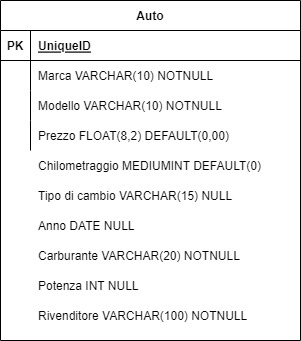 Auto
PK UniqueID
Marca VARCHAR(10) NOTNULL
Modello VARCHAR(10) NOTNULL
Prezzo FLOAT(8,2) DEFAULT(0,00)
Chilometraggio MEDIUMINT DEFAULT(0)
Tipo di cambio VARCHAR(15) NULL
Anno DATE NULL
Carburante VARCHAR(20) NOTNULL
Potenza INT NULL
Rivenditore VARCHAR(100) NOTNULL